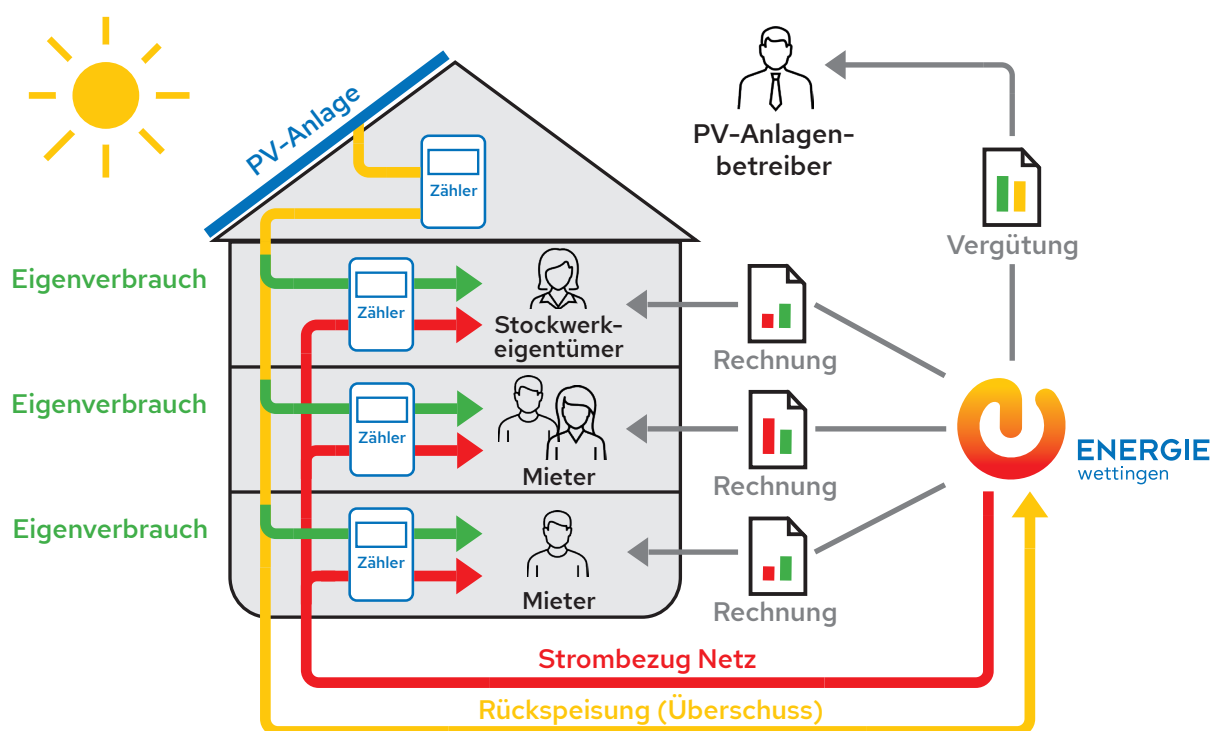 PV-Anlage
Zähler
PV-Anlagen-
betreiber
Vergütung
Eigenverbrauch
Zähler
Stockwerk-
eigentümer
Rechnung
Eigenverbrauch
Zähler
Mieter
Rechnung
ENERGIE
wettingen
Eigenverbrauch
Zähler
Mieter
Rechnung
Strombezug Netz
Rückspeisung (Überschuss)